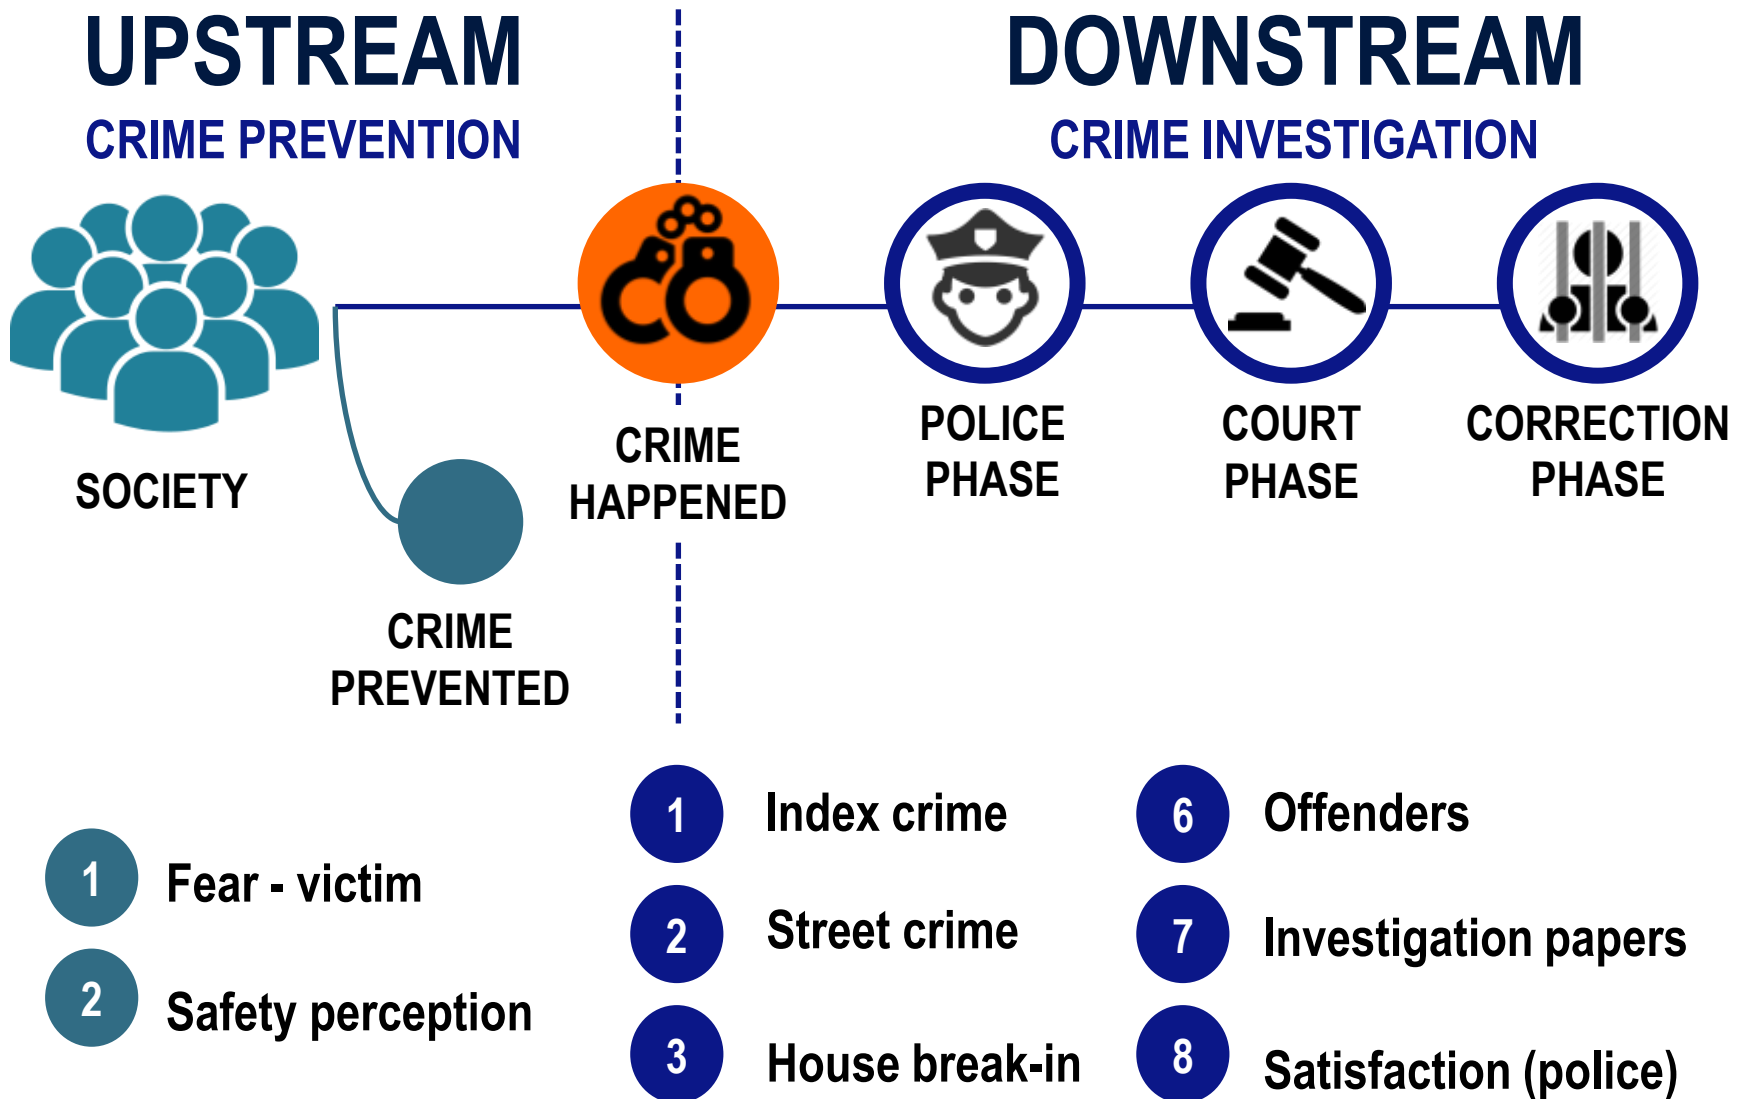 UPSTREAM
CRIME PREVENTION
DOWNSTREAM
CRIME INVESTIGATION
SOCIETY
CRIME
PREVENTED
CRIME
HAPPENED
POLICE
PHASE
COURT
PHASE
CORRECTION
PHASE
1 Fear - victim
2 Safety perception
1 Index crime
2 Street crime
3 House break-in
6 Offenders
7 Investigation papers
8 Satisfaction (police)